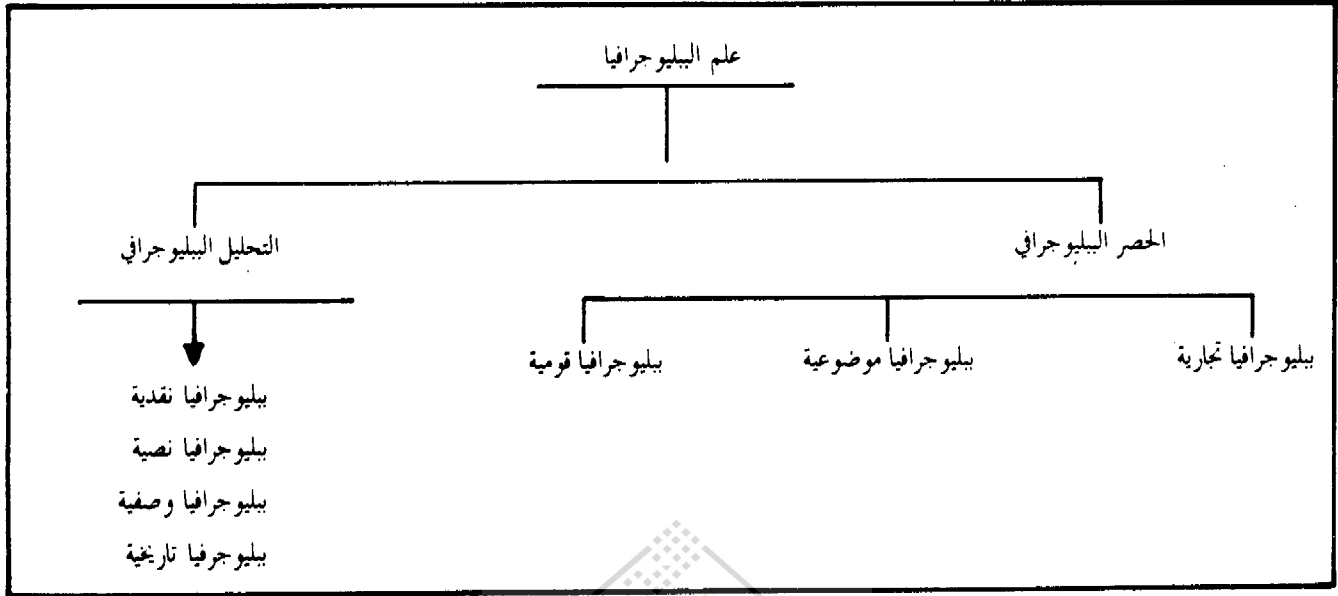 علم الببليوجرافيا
الحصر الببليوجرافي
التحليل الببليوجرافي
ببليوجرافيا تجارية
ببليوجرافيا موضوعية
ببليوجرافيا قومية
ببليوجرافيا نقدية
ببليوجرافيا نصية
ببليوجرافيا وصفية
ببليوجرفيا تاريخية